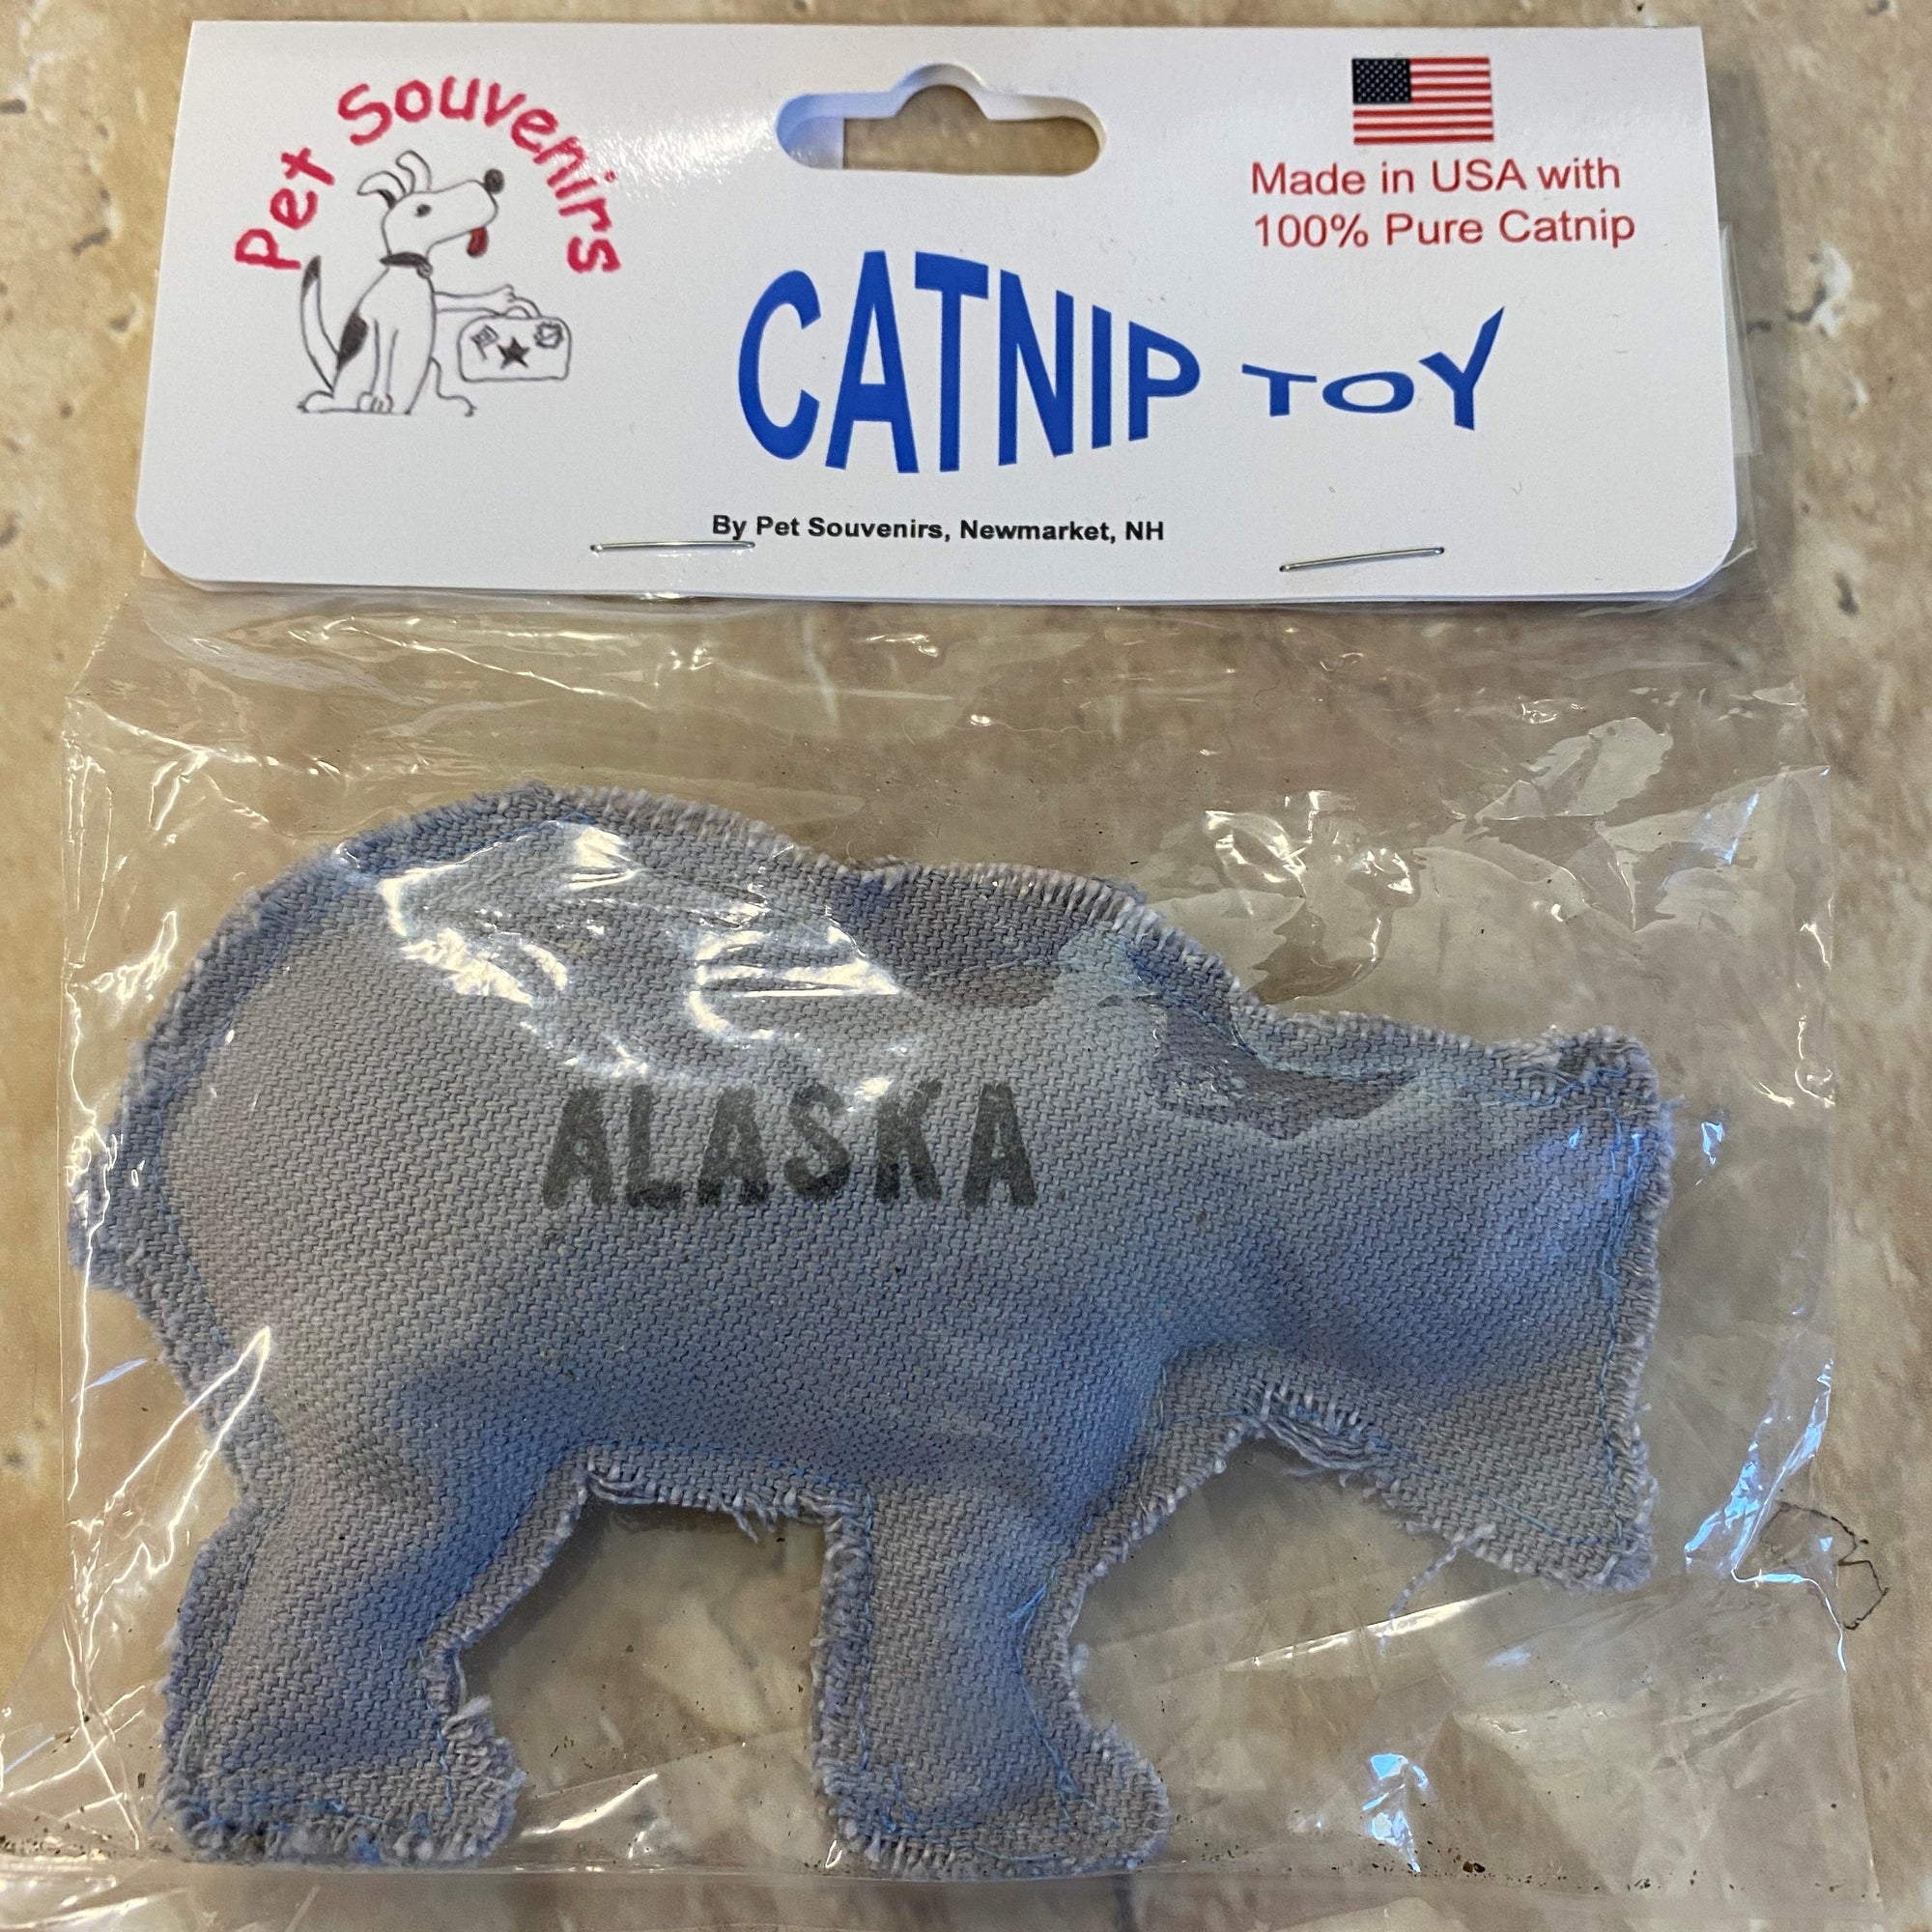 Pet Souvenirs
Made in USA with
100% Pure Catnip
CATNIP TOY
By Pet Souvenirs, Newmarket, NH
ALASKA